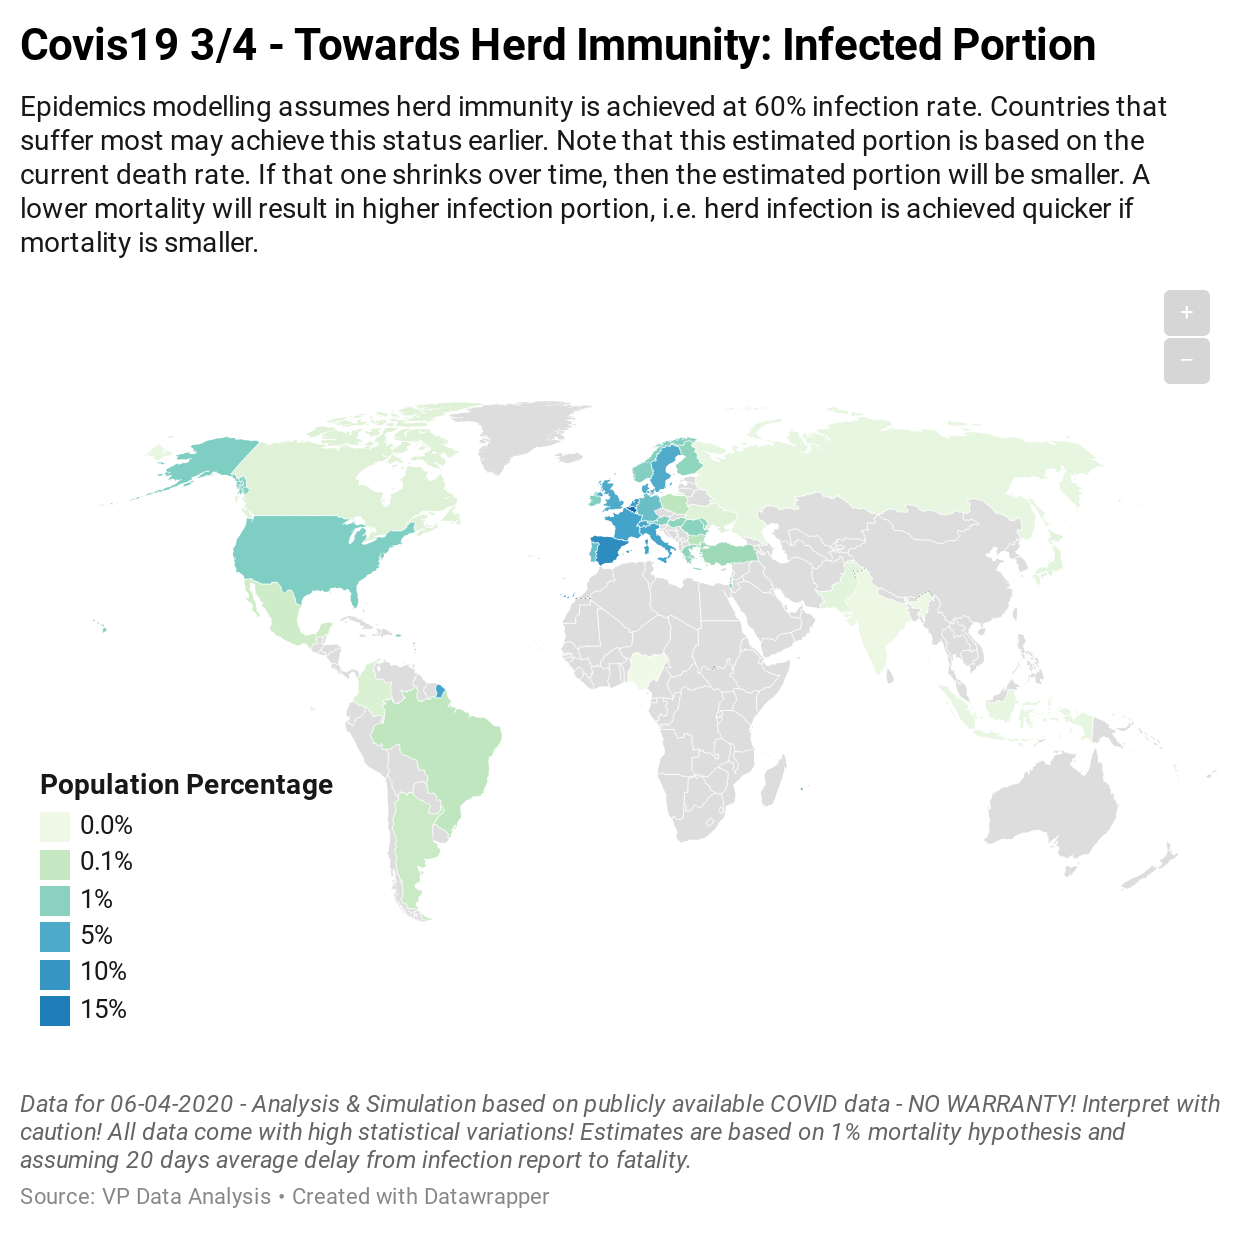 Covis19 3/4 - Towards Herd Immunity: Infected Portion
Epidemics modelling assumes herd immunity is achieved at 60% infection rate. Countries that
suffer most may achieve this status earlier. Note that this estimated portion is based on the
current death rate. If that one shrinks over time, then the estimated portion will be smaller. A
lower mortality will result in higher infection portion, i.e. herd infection is achieved quicker if
mortality is smaller.
+
−
Population Percentage
0.0%
0.1%
1%
5%
10%
15%
Data for 06-04-2020 - Analysis & Simulation based on publicly available COVID data - NO WARRANTY! Interpret with
caution! All data come with high statistical variations! Estimates are based on 1% mortality hypothesis and
assuming 20 days average delay from infection report to fatality.
Source: VP Data Analysis • Created with Datawrapper